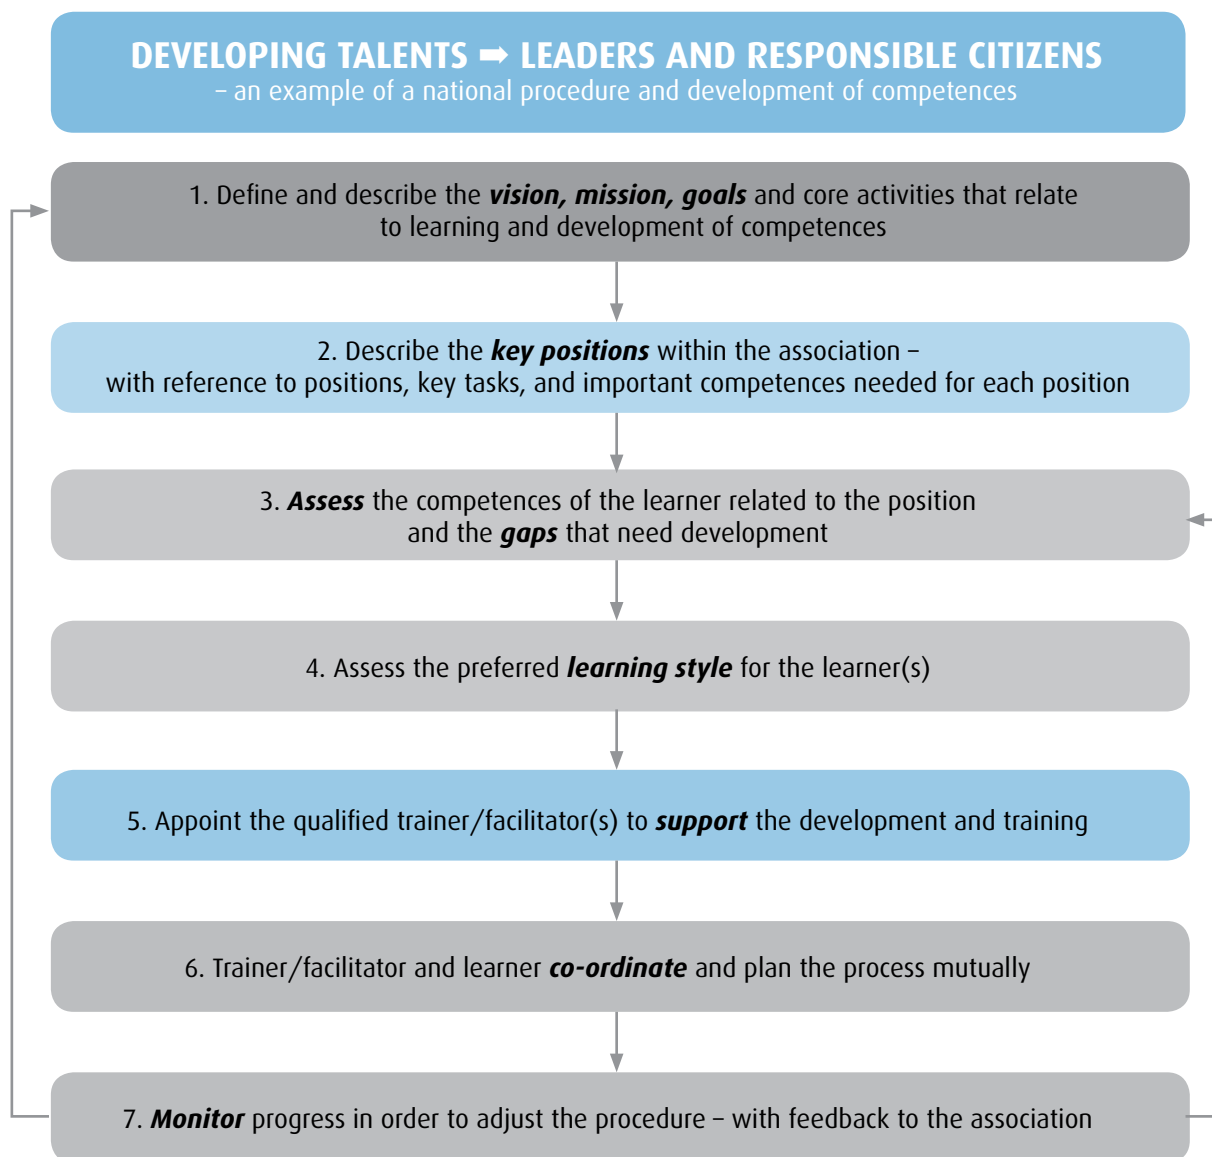 DEVELOPING TALENTS ➡ LEADERS AND RESPONSIBLE CITIZENS
– an example of a national procedure and development of competences
1. Define and describe the vision, mission, goals and core activities that relate
to learning and development of competences
2. Describe the key positions within the association –
with reference to positions, key tasks, and important competences needed for each position
3. Assess the competences of the learner related to the position
and the gaps that need development
4. Assess the preferred learning style for the learner(s)
5. Appoint the qualified trainer/facilitator(s) to support the development and training
6. Trainer/facilitator and learner co-ordinate and plan the process mutually
7. Monitor progress in order to adjust the procedure – with feedback to the association